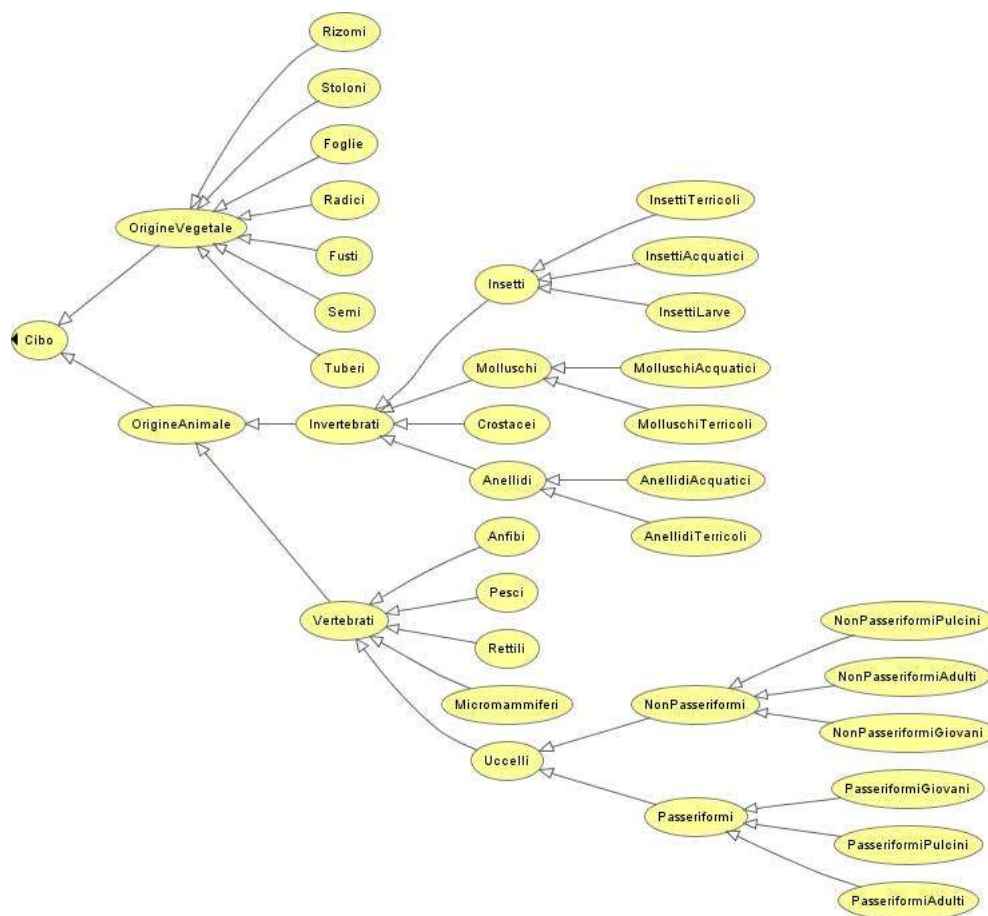 Rizomi
Stoloni
Foglie
Radici
OrigineVegetale
Fusti
Semi
Tuberi
Cibo
OrigineAnimale
Invertebrati
Insetti
InsettiTerricoli
InsettiAcquatici
InsettiLarve
Molluschi
MolluschiAcquatici
MolluschiTerricoli
Crostacei
Anellidi
AnellidiAcquatici
AnellidiTerricoli
Vertebrati
Anfibi
Pesci
Rettili
Micromammiferi
Uccelli
NonPasseriformi
NonPasseriformiPulcini
NonPasseriformiAdulti
NonPasseriformiGiovani
Passeriformi
PasseriformiGiovani
PasseriformiPulcini
PasseriformiAdulti